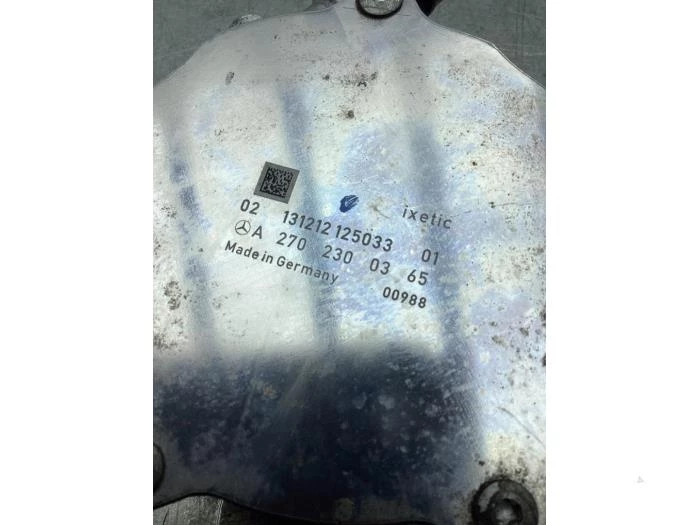 ixetic
02 131212125033 01
A 270 230 03 65
Made in Germany 00988